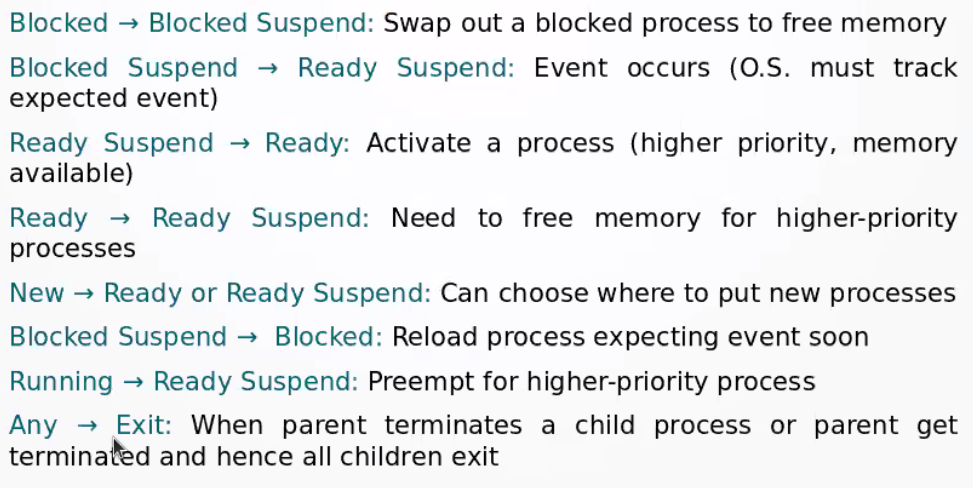 Blocked → Blocked Suspend: Swap out a blocked process to free memory
Blocked Suspend → Ready Suspend: Event occurs (O.S. must track
expected event)
Ready Suspend → Ready: Activate a process (higher priority, memory
available)
Ready → Ready Suspend: Need to free memory for higher-priority
processes
New → Ready or Ready Suspend: Can choose where to put new processes
Blocked Suspend → Blocked: Reload process expecting event soon
Running → Ready Suspend: Preempt for higher-priority process
Any → Exit: When parent terminates a child process or parent get
terminated and hence all children exit